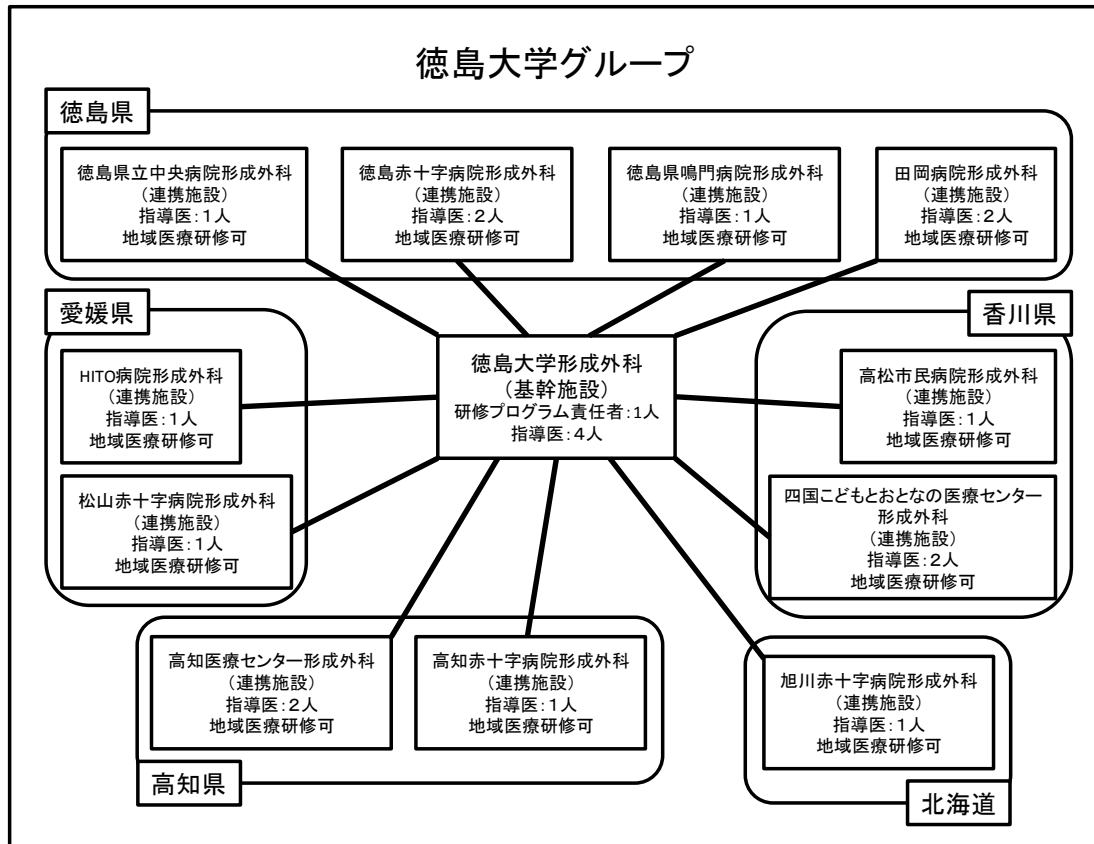 徳島大学グループ
徳島県
徳島県立中央病院形成外科
(連携施設)
指導医:1人
地域医療研修可
徳島赤十字病院形成外科
(連携施設)
指導医:2人
地域医療研修可
徳島県鳴門病院形成外科
(連携施設)
指導医:1人
地域医療研修可
田岡病院形成外科
(連携施設)
指導医:2人
地域医療研修可
愛媛県
HITO病院形成外科
(連携施設)
指導医:1人
地域医療研修可
松山赤十字病院形成外科
(連携施設)
指導医:1人
地域医療研修可
徳島大学形成外科
(基幹施設)
研修プログラム責任者:1人
指導医:4人
香川県
高松市民病院形成外科
(連携施設)
指導医:1人
地域医療研修可
四国こどもとおとなの医療センター
形成外科
(連携施設)
指導医:2人
地域医療研修可
高知医療センター形成外科
(連携施設)
指導医:2人
地域医療研修可
高知赤十字病院形成外科
(連携施設)
指導医:1人
地域医療研修可
高知県
旭川赤十字病院形成外科
(連携施設)
指導医:1人
地域医療研修可
北海道